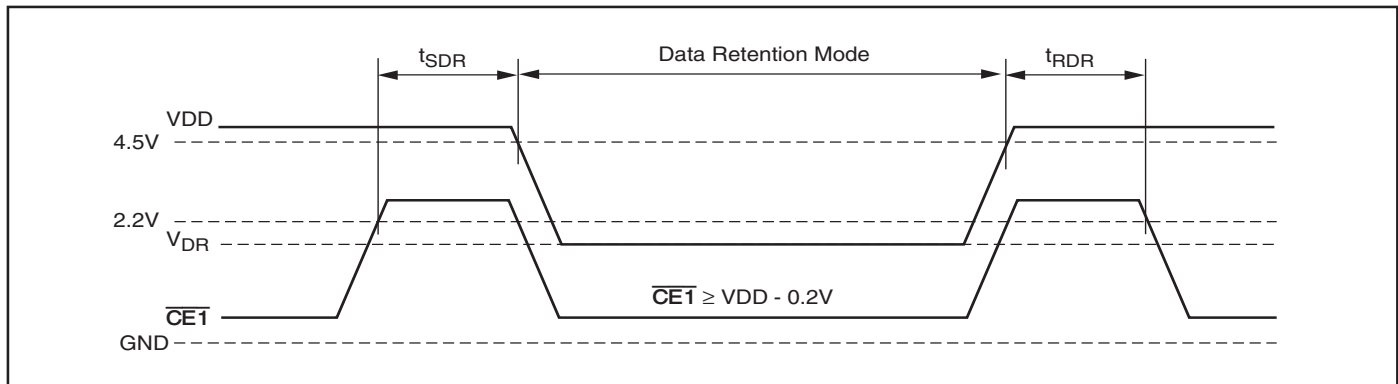 tSDR Data Retention Mode tRDR
VDD
4.5V
2.2V
VDR
CE1 ≥ VDD - 0.2V
CE1
GND